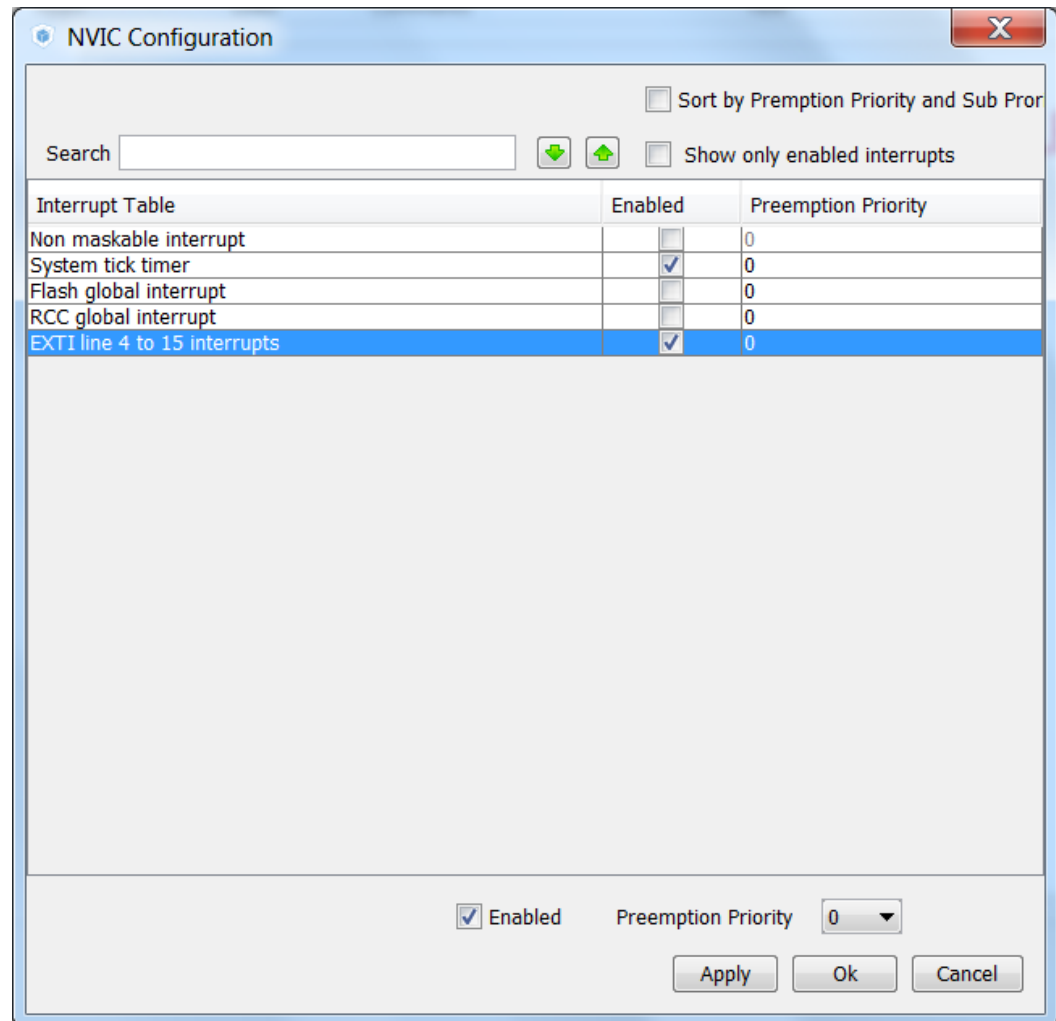 NVIC Configuration
Sort by Premption Priority and Sub Pror
Search
Show only enabled interrupts
Interrupt Table Enabled Preemption Priority
Non maskable interrupt 0
System tick timer 0
Flash global interrupt 0
RCC global interrupt 0
EXTI line 4 to 15 interrupts 0
Enabled Preemption Priority 0
Apply Ok Cancel